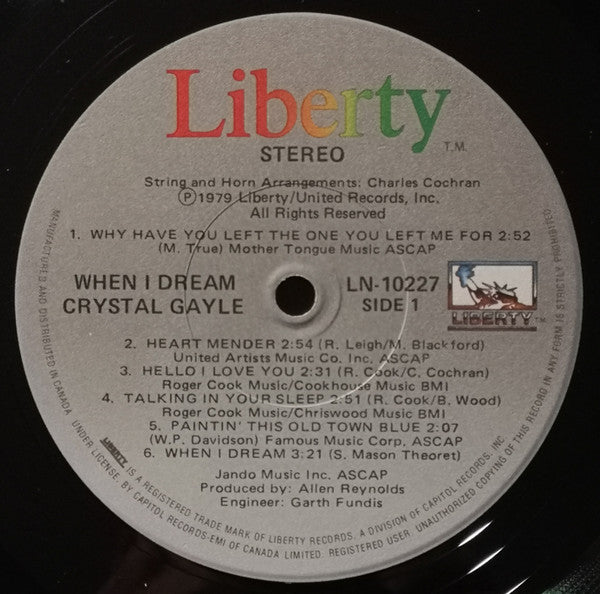 Liberty T.M.
STEREO
String and Horn Arrangements: Charles Cochran
Ⓟ1979 Liberty/United Records, Inc.
All Rights Reserved
1. WHY HAVE YOU LEFT THE ONE YOU LEFT ME FOR 2:52
(M. True) Mother Tongue Music ASCAP
WHEN I DREAM
CRYSTAL GAYLE
LN-10227
SIDE 1
LIBERTY TM
2. HEART MENDER 2:54 (R. Leigh/M. Blackford)
United Artists Music Co. Inc. ASCAP
3. HELLO I LOVE YOU 2:31 (R. Cook/C. Cochran)
Roger Cook Music/Cookhouse Music BMI
4. TALKING IN YOUR SLEEP 2:51 (R. Cook/B. Wood)
Roger Cook Music/Chriswood Music BMI
5. PAINTIN' THIS OLD TOWN BLUE 2:07
(W.P. Davidson) Famous Music Corp. ASCAP
6. WHEN I DREAM 3:21 (S. Mason Theoret)
Jando Music Inc. ASCAP
Produced by: Allen Reynolds
Engineer: Garth Fundis
MANUFACTURED AND DISTRIBUTED IN CANADA. UNDER LICENSE. BY CAPITOL RECORDS-EMI OF CANADA LIMITED. REGISTERED USER. UNAUTHORIZED COPYING OF THIS RECORD IN ANY FORM IS STRICTLY PROHIBITED.
LIBERTY IS A REGISTERED TRADE MARK OF LIBERTY RECORDS, A DIVISION OF CAPITOL RECORDS, INC.